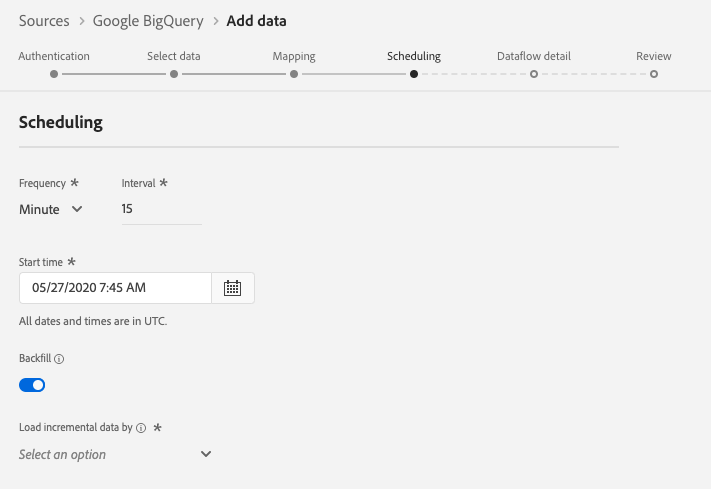 Sources > Google BigQuery > Add data
Authentication Select data Mapping Scheduling Dataflow detail Review
Scheduling
Frequency * Interval *
Minute 15
Start time *
05/27/2020 7:45 AM
All dates and times are in UTC.
Backfill
Load incremental data by *
Select an option